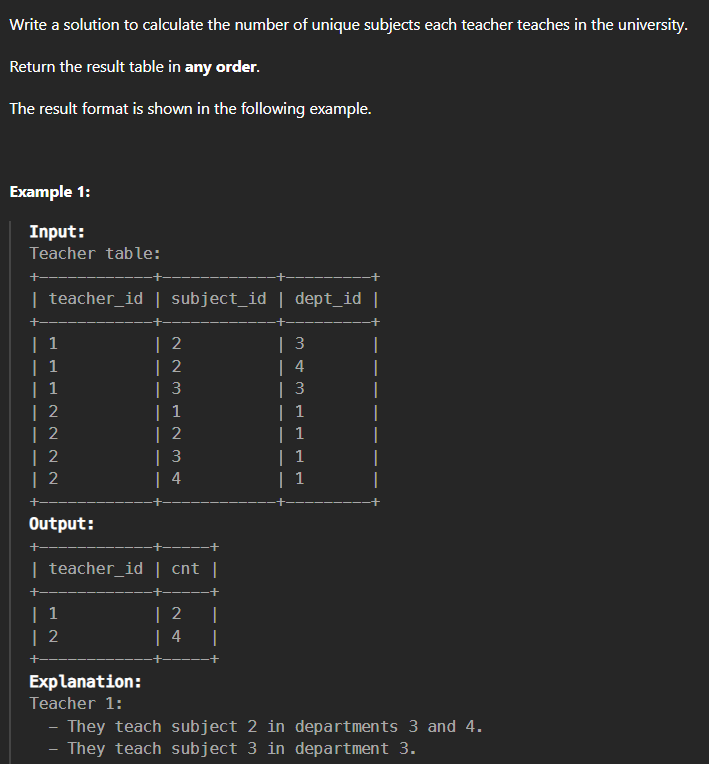 Write a solution to calculate the number of unique subjects each teacher teaches in the university.
Return the result table in any order.
The result format is shown in the following example.
Example 1:
Input:
Teacher table:
+------------+------------+---------+
| teacher_id | subject_id | dept_id |
+------------+------------+---------+
| 1          | 2          | 3       |
| 1          | 2          | 4       |
| 1          | 3          | 3       |
| 2          | 1          | 1       |
| 2          | 2          | 1       |
| 2          | 3          | 1       |
| 2          | 4          | 1       |
+------------+------------+---------+
Output:
+------------+-----+
| teacher_id | cnt |
+------------+-----+
| 1          | 2   |
| 2          | 4   |
+------------+-----+
Explanation:
Teacher 1:
  - They teach subject 2 in departments 3 and 4.
  - They teach subject 3 in department 3.